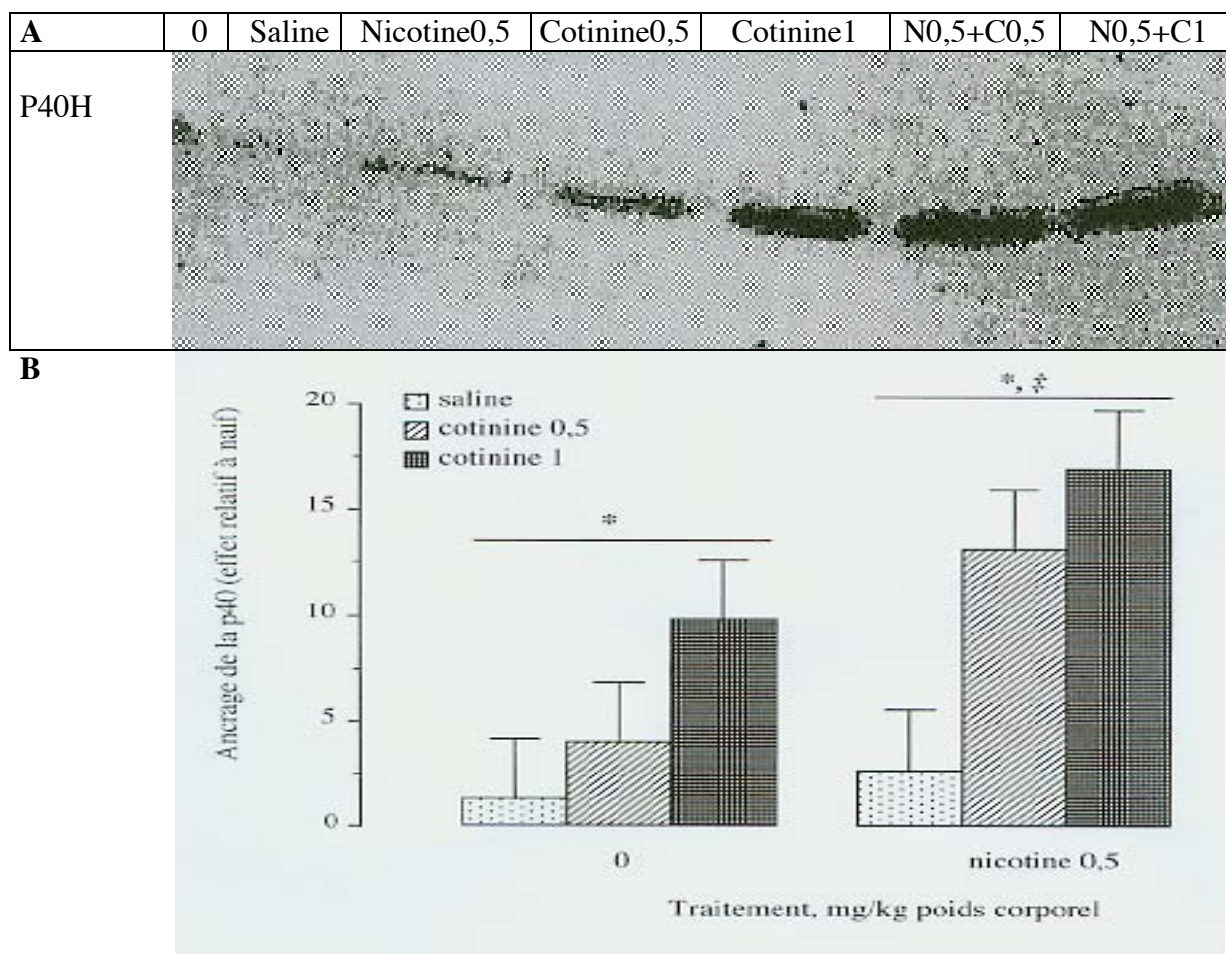 A 0 Saline Nicotine0,5 Cotinine0,5 Cotinine1 N0,5+C0,5 N0,5+C1
P40H
B
Ancrage de la p40 (effet relatif à naif)
20
15
10
5
0
saline
cotinine 0,5
cotinine 1
*
*, ‡
0 nicotine 0,5
Traitement, mg/kg poids corporel